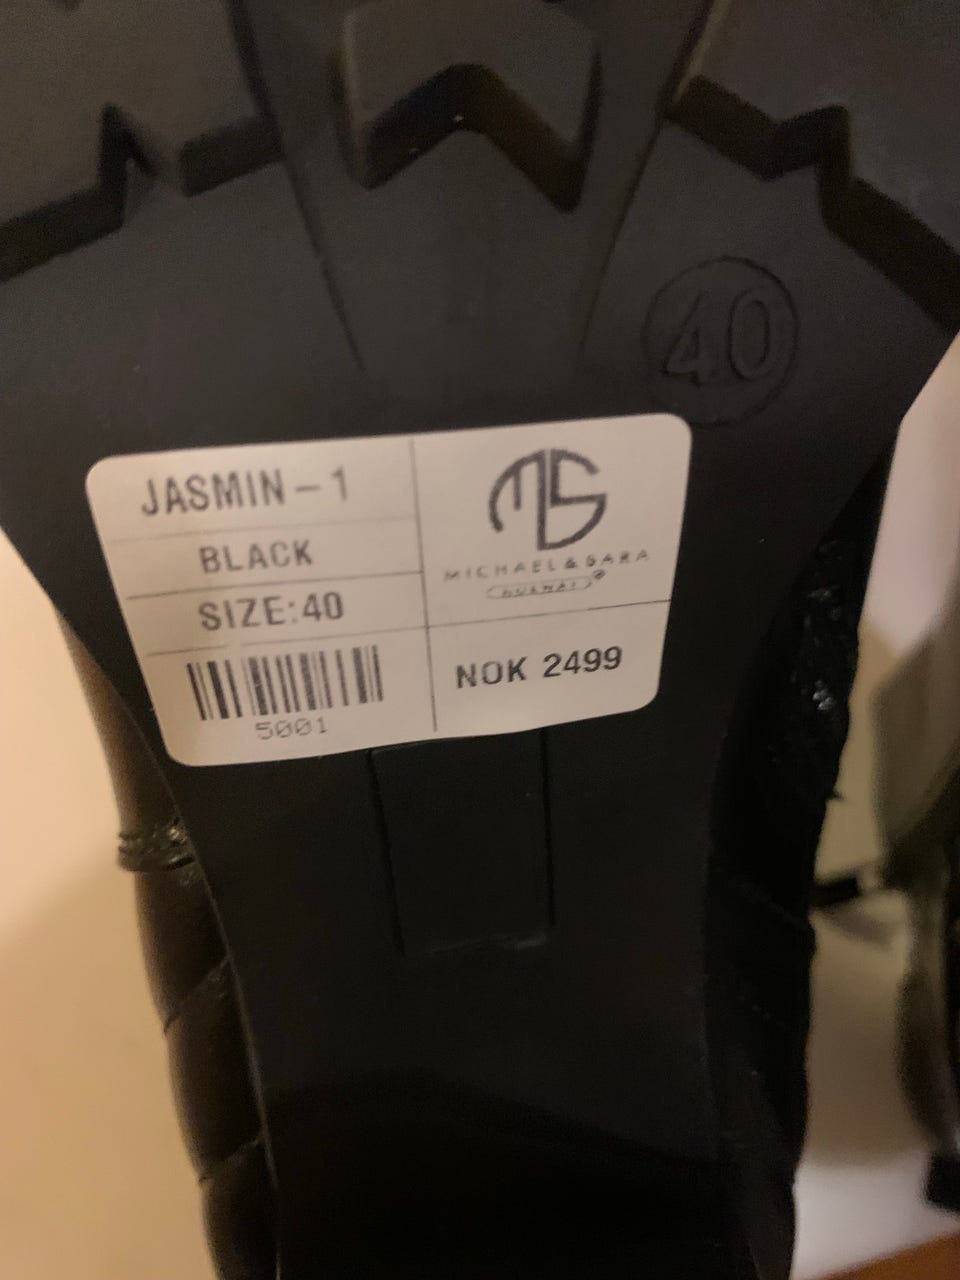 40
JASMIN – 1
BLACK
SIZE:40
5001
MS
MICHAEL & SARA
NOK 2499